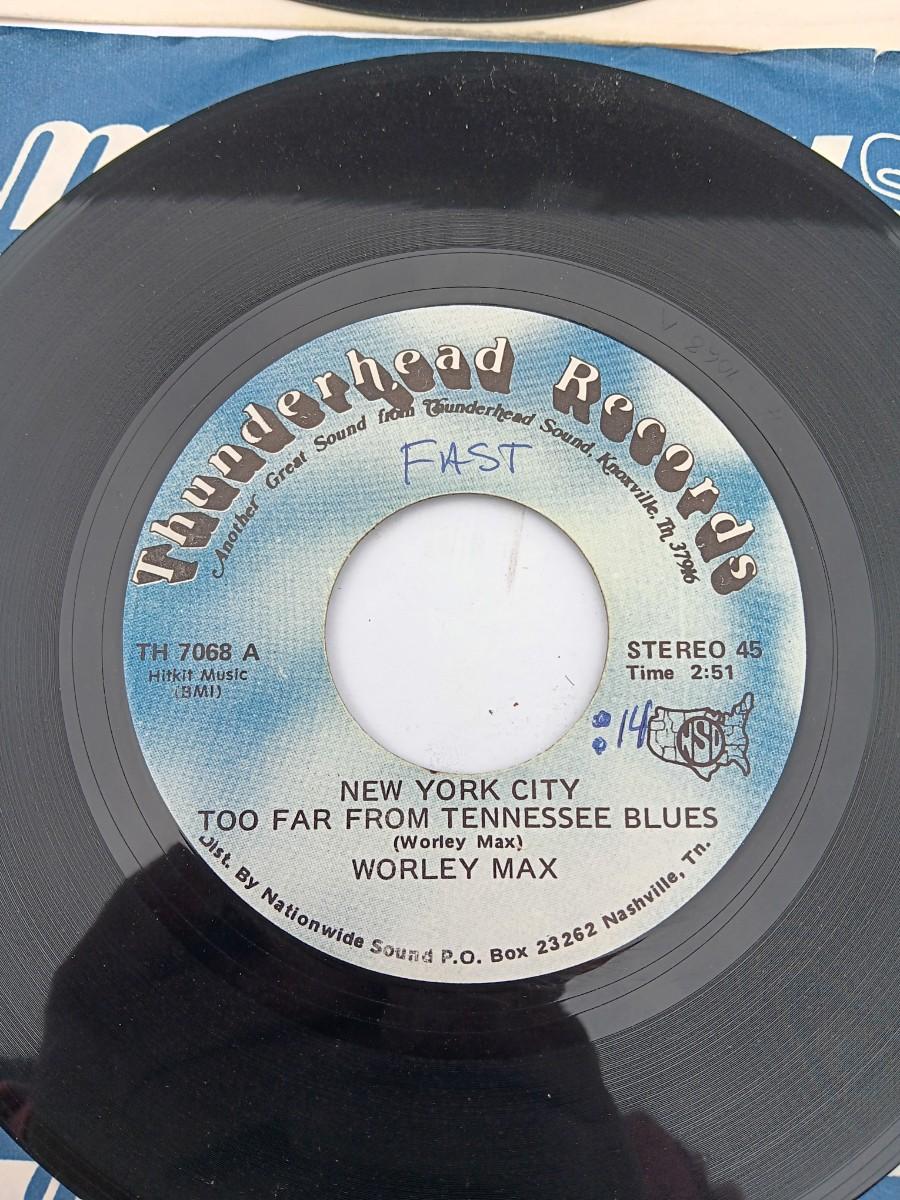 Thunderhead Records
Another Great Sound from Thunderhead Sound, Knoxville, Tn. 37916
FAST
TH 7068 A
Hitkit Music
(BMI)
STEREO 45
Time 2:51
:14
NSD
NEW YORK CITY
TOO FAR FROM TENNESSEE BLUES
(Worley Max)
WORLEY MAX
Dist. By Nationwide Sound P.O. Box 23262 Nashville, Tn.